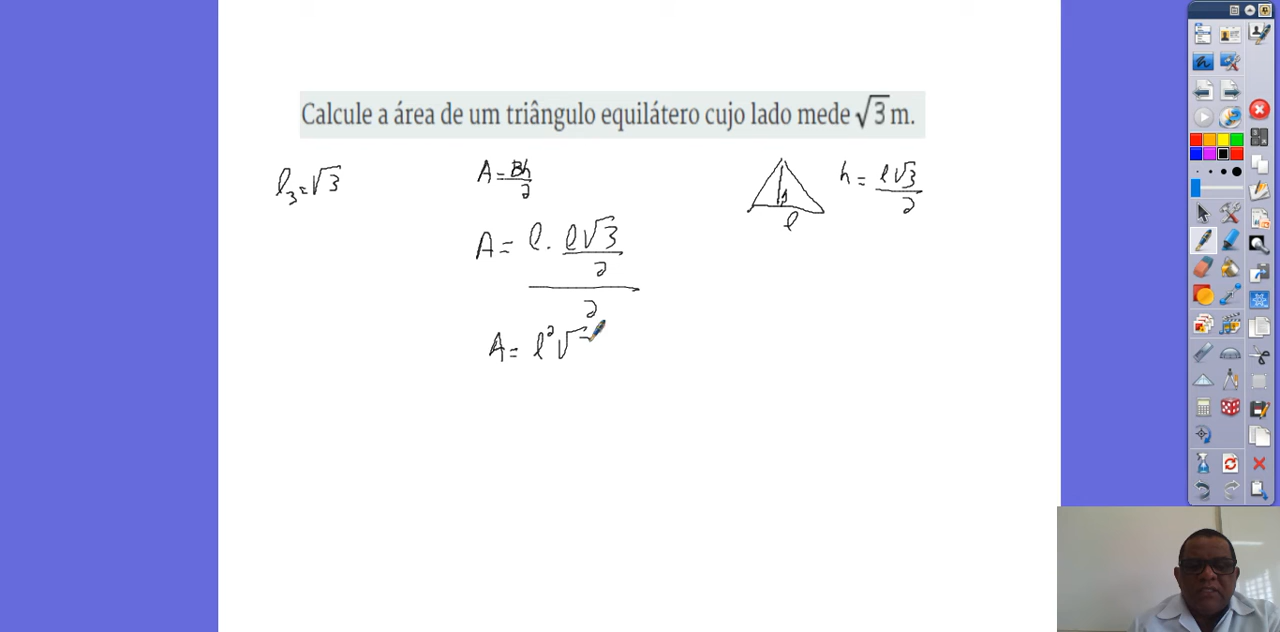 Calcule a área de um triângulo equilátero cujo lado mede √3 m.
l₃ = √3
A = Bh/2
h = l√3/2
l
A = l · l√3/2 / 2
A = l²√